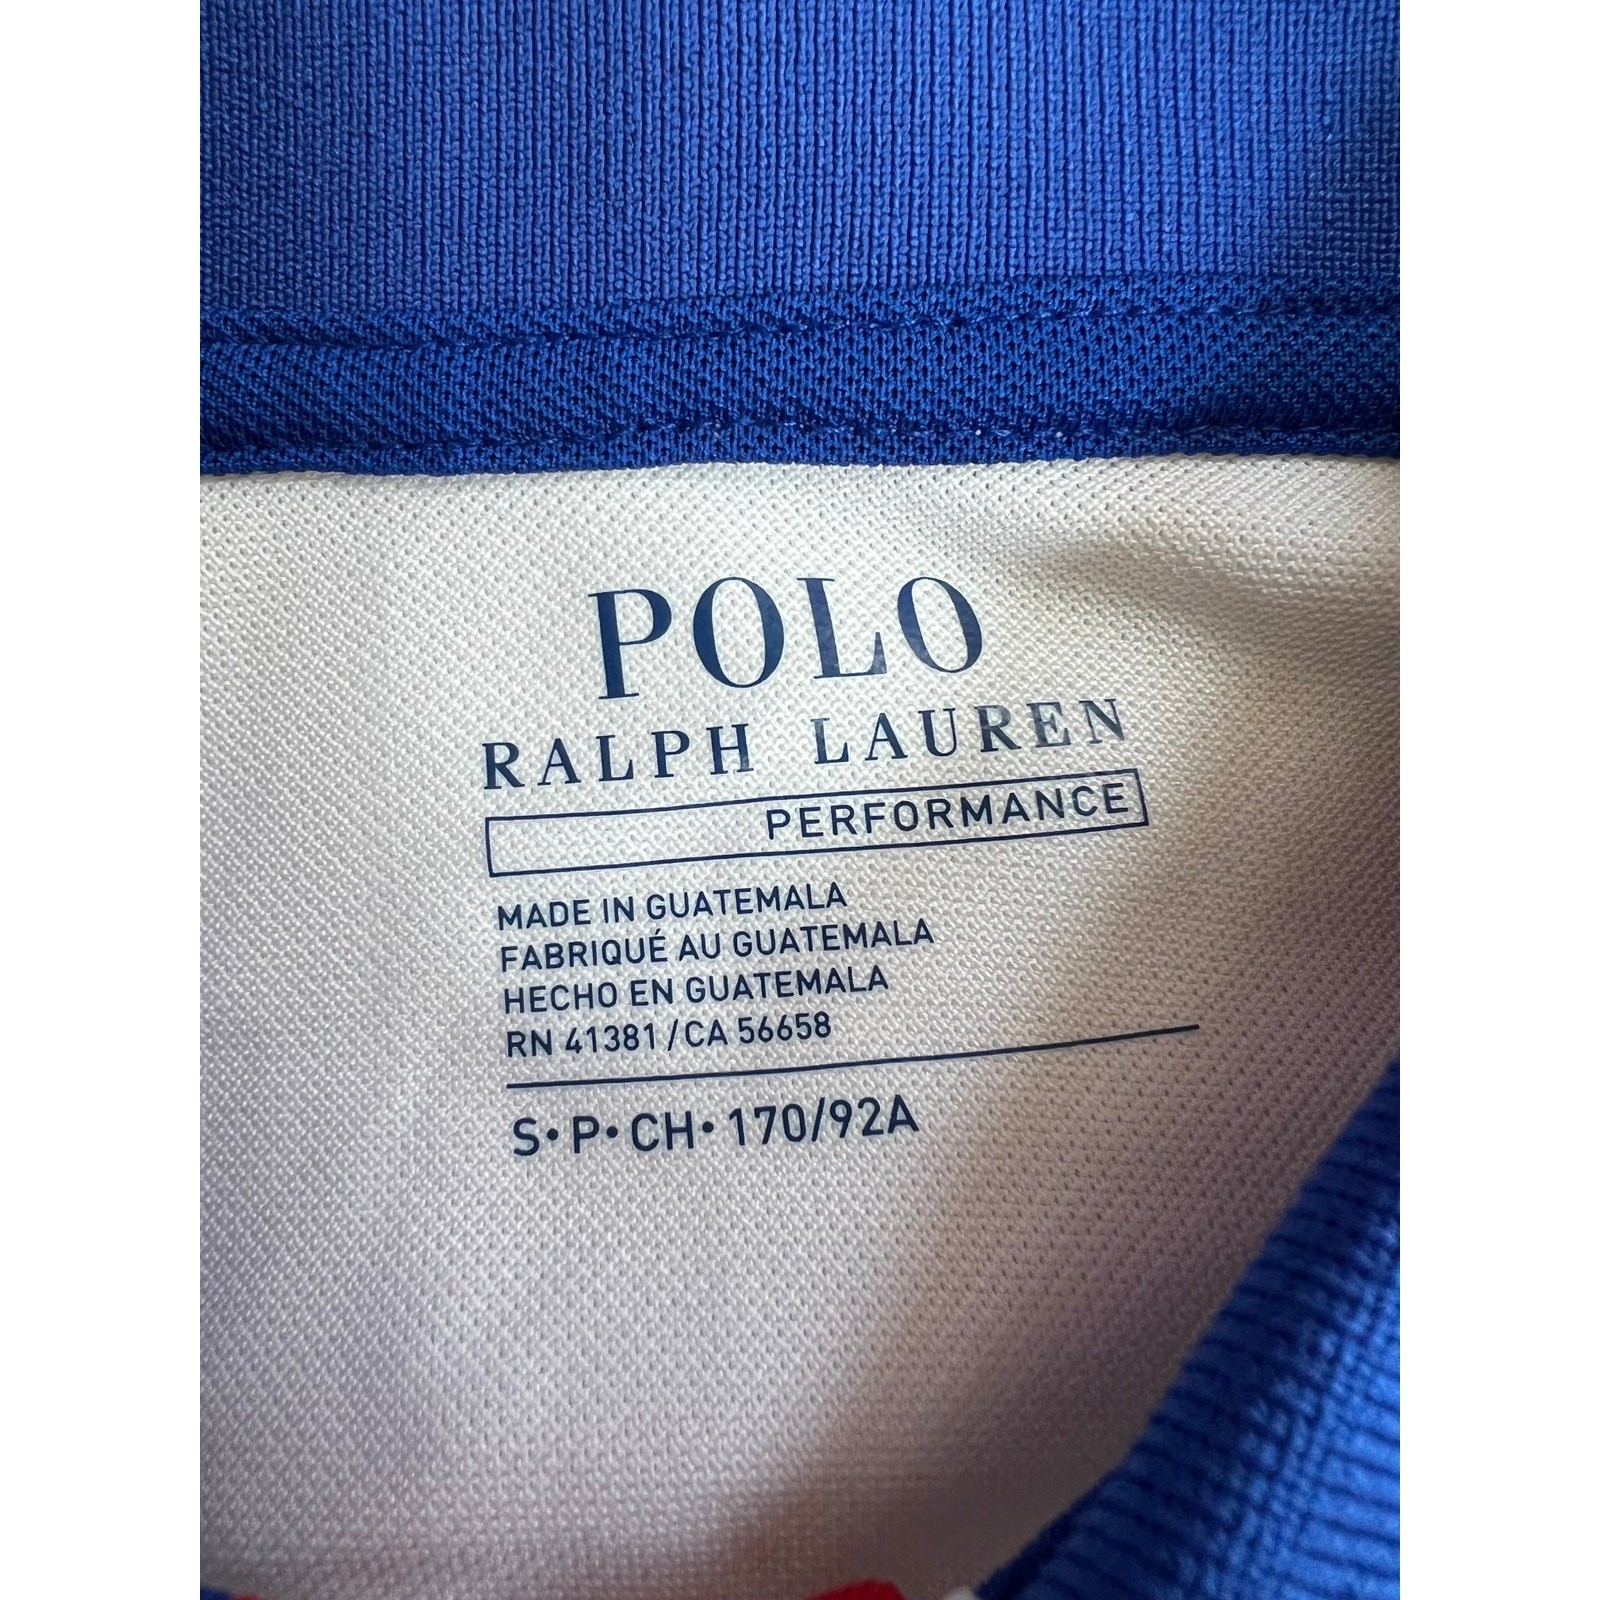 POLO
RALPH LAUREN
PERFORMANCE
MADE IN GUATEMALA
FABRIQUÉ AU GUATEMALA
HECHO EN GUATEMALA
RN 41381/CA 56658
S•P•CH•170/92A